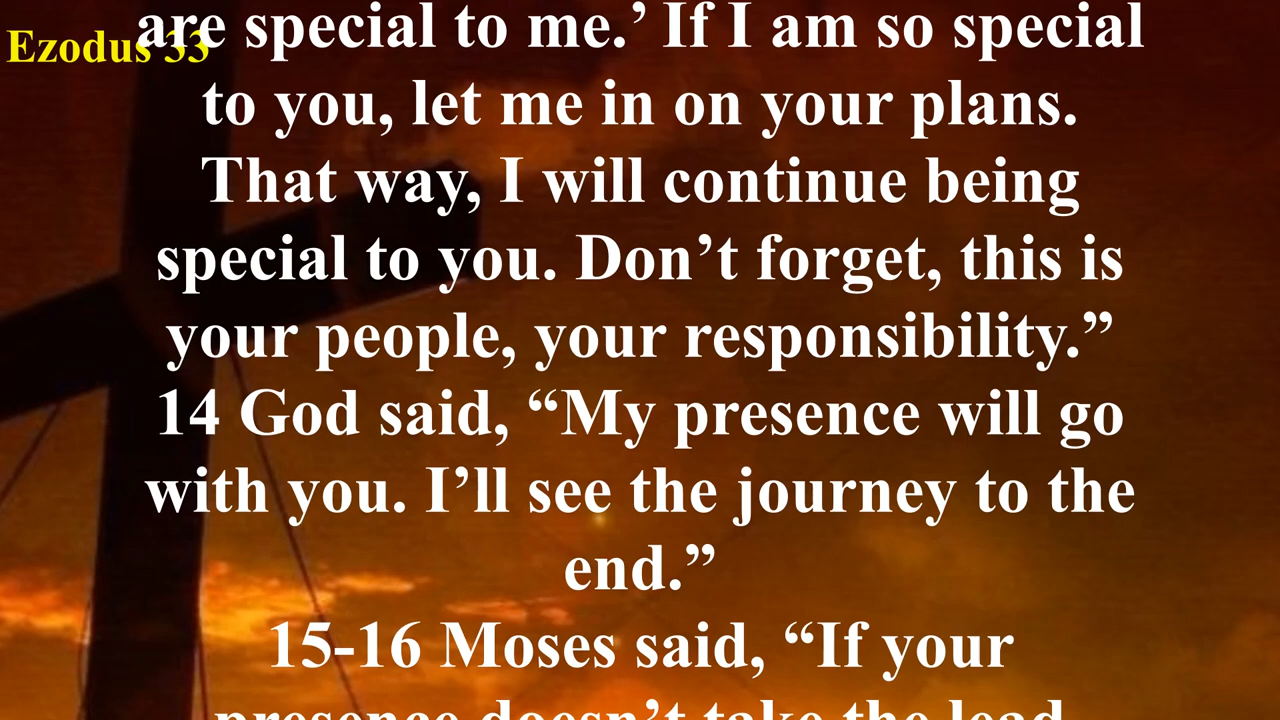 Ezodus 33
are special to me.’ If I am so special
to you, let me in on your plans.
That way, I will continue being
special to you. Don’t forget, this is
your people, your responsibility.”
14 God said, “My presence will go
with you. I’ll see the journey to the
end.”
15-16 Moses said, “If your
presence doesn’t take the lead